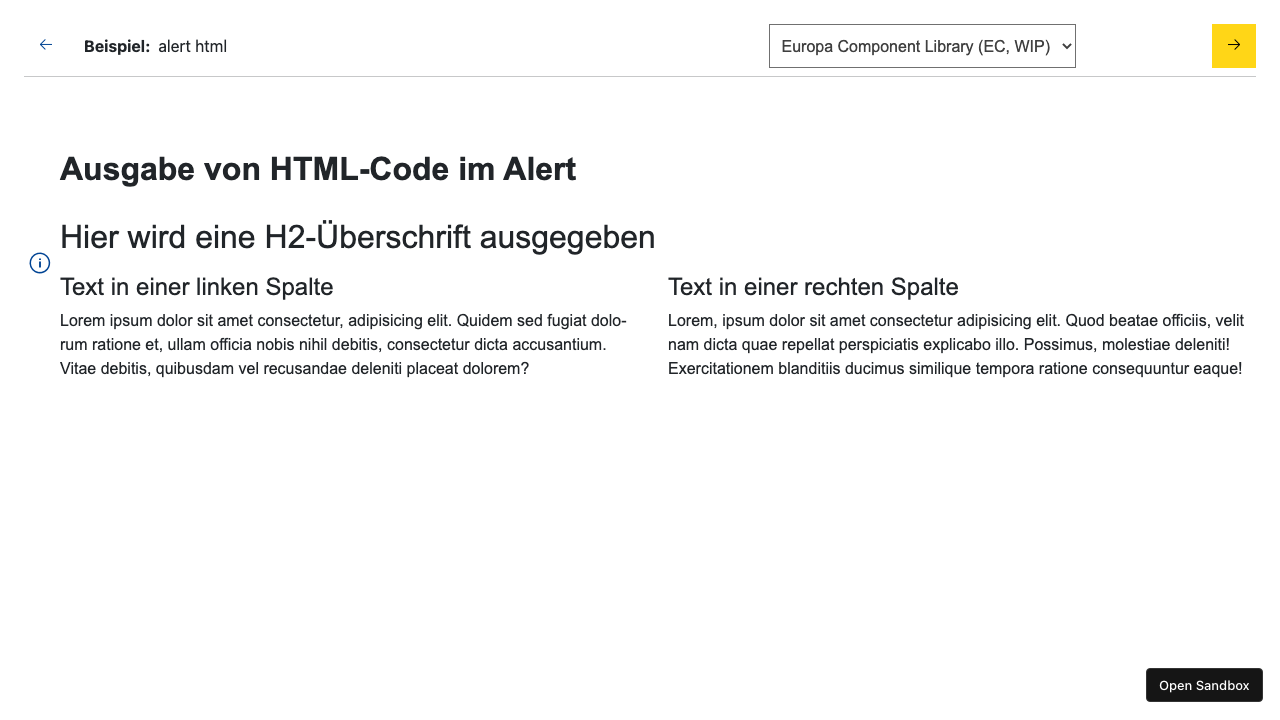 Beispiel: alert html
Europa Component Library (EC, WIP)
Ausgabe von HTML-Code im Alert
Hier wird eine H2-Überschrift ausgegeben
Text in einer linken Spalte
Lorem ipsum dolor sit amet consectetur, adipisicing elit. Quidem sed fugiat dolo-
rum ratione et, ullam officia nobis nihil debitis, consectetur dicta accusantium.
Vitae debitis, quibusdam vel recusandae deleniti placeat dolorem?
Text in einer rechten Spalte
Lorem, ipsum dolor sit amet consectetur adipisicing elit. Quod beatae officiis, velit
nam dicta quae repellat perspiciatis explicabo illo. Possimus, molestiae deleniti!
Exercitationem blanditiis ducimus similique tempora ratione consequuntur eaque!
Open Sandbox